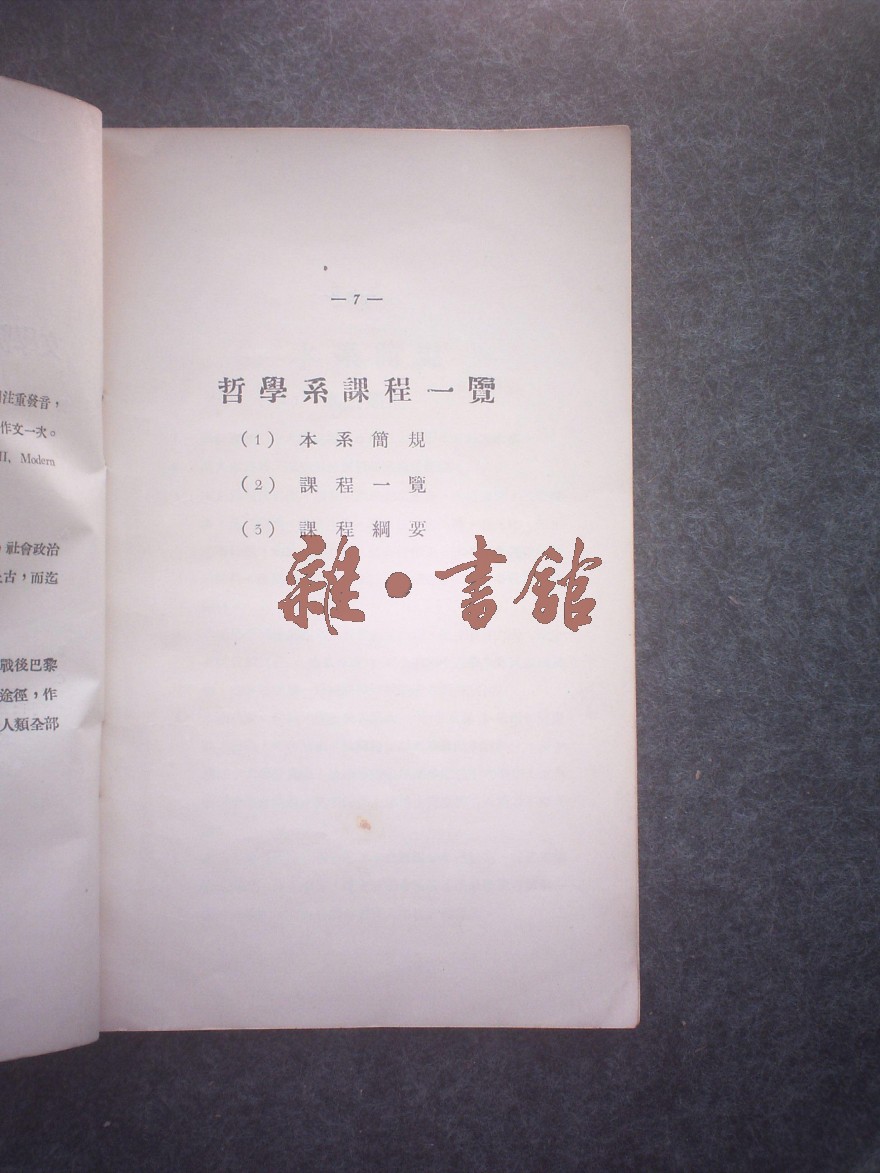 注重發音，
作文一次。
II, Modern
社會政治
古，而迄
戰後巴黎
途徑，作
人類全部
— 7 —
哲學系課程一覽
(1) 本系簡規
(2) 課程一覽
(3) 課程綱要
雜·書館